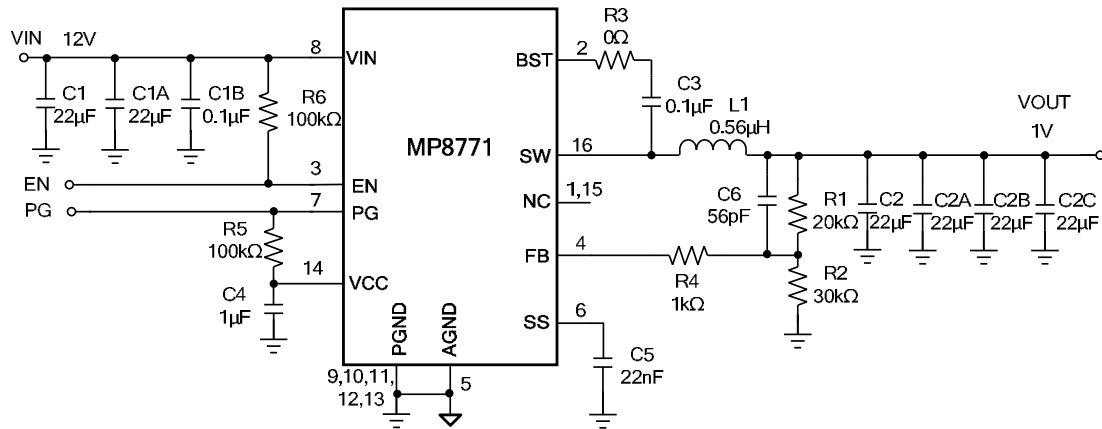 VIN 12V
8
VIN
C1
22µF
C1A
22µF
C1B
0.1µF
R6
100kΩ
EN
3
EN
PG
7
PG
R5
100kΩ
14
VCC
C4
1µF
MP8771
PGND
AGND
9,10,11,
12,13
5
BST
2
R3
0Ω
C3
0.1µF
L1
0.56µH
SW
16
NC
1,15
FB
4
R4
1kΩ
C6
56pF
R1
20kΩ
R2
30kΩ
SS
6
C5
22nF
VOUT
1V
C2
22µF
C2A
22µF
C2B
22µF
C2C
22µF